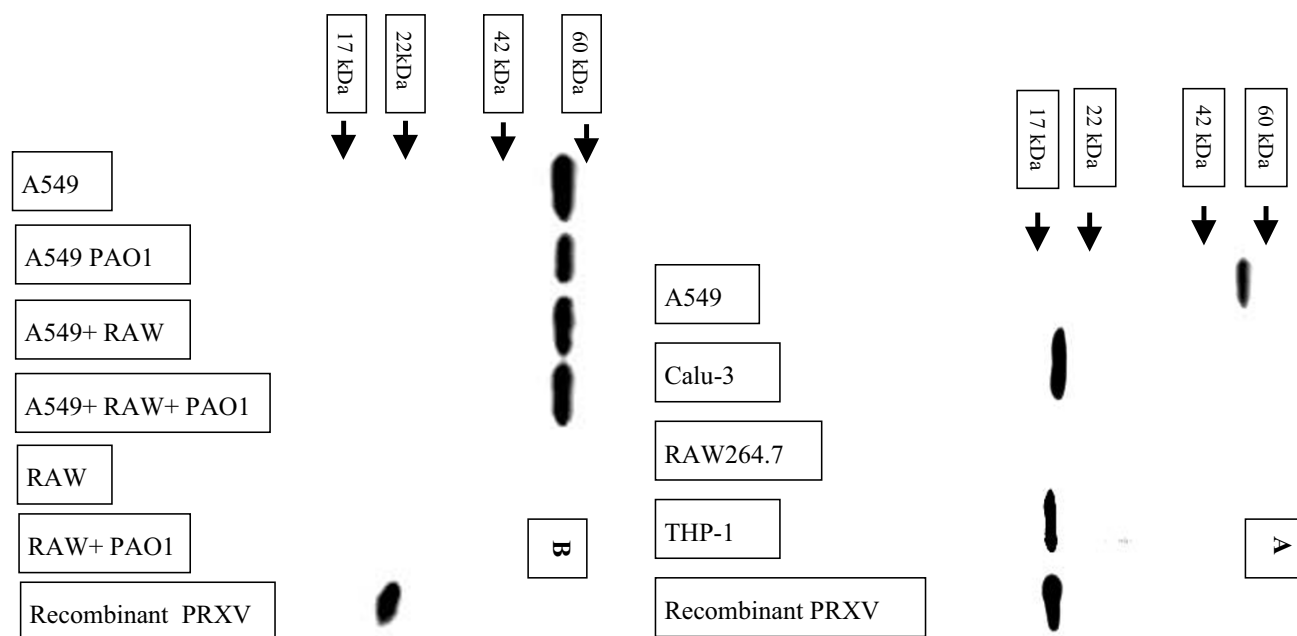 17 kDa
22kDa
42 kDa
60 kDa
A549
A549 PAO1
A549+ RAW
A549+ RAW+ PAO1
RAW
RAW+ PAO1
Recombinant PRXV
B
17 kDa
22 kDa
42 kDa
60 kDa
A549
Calu-3
RAW264.7
THP-1
Recombinant PRXV
A